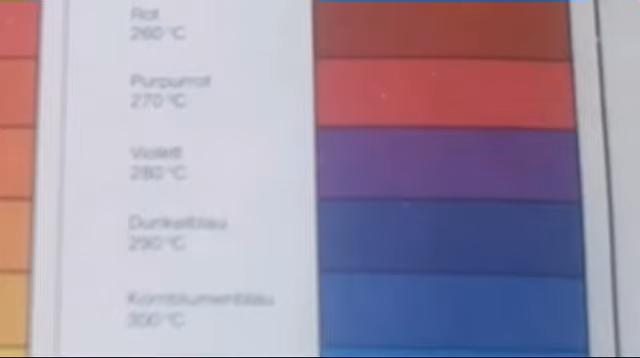 Rot
260 °C
Purpurrot
270 °C
Violett
280 °C
Dunkelblau
290 °C
Kornblumenblau
300 °C